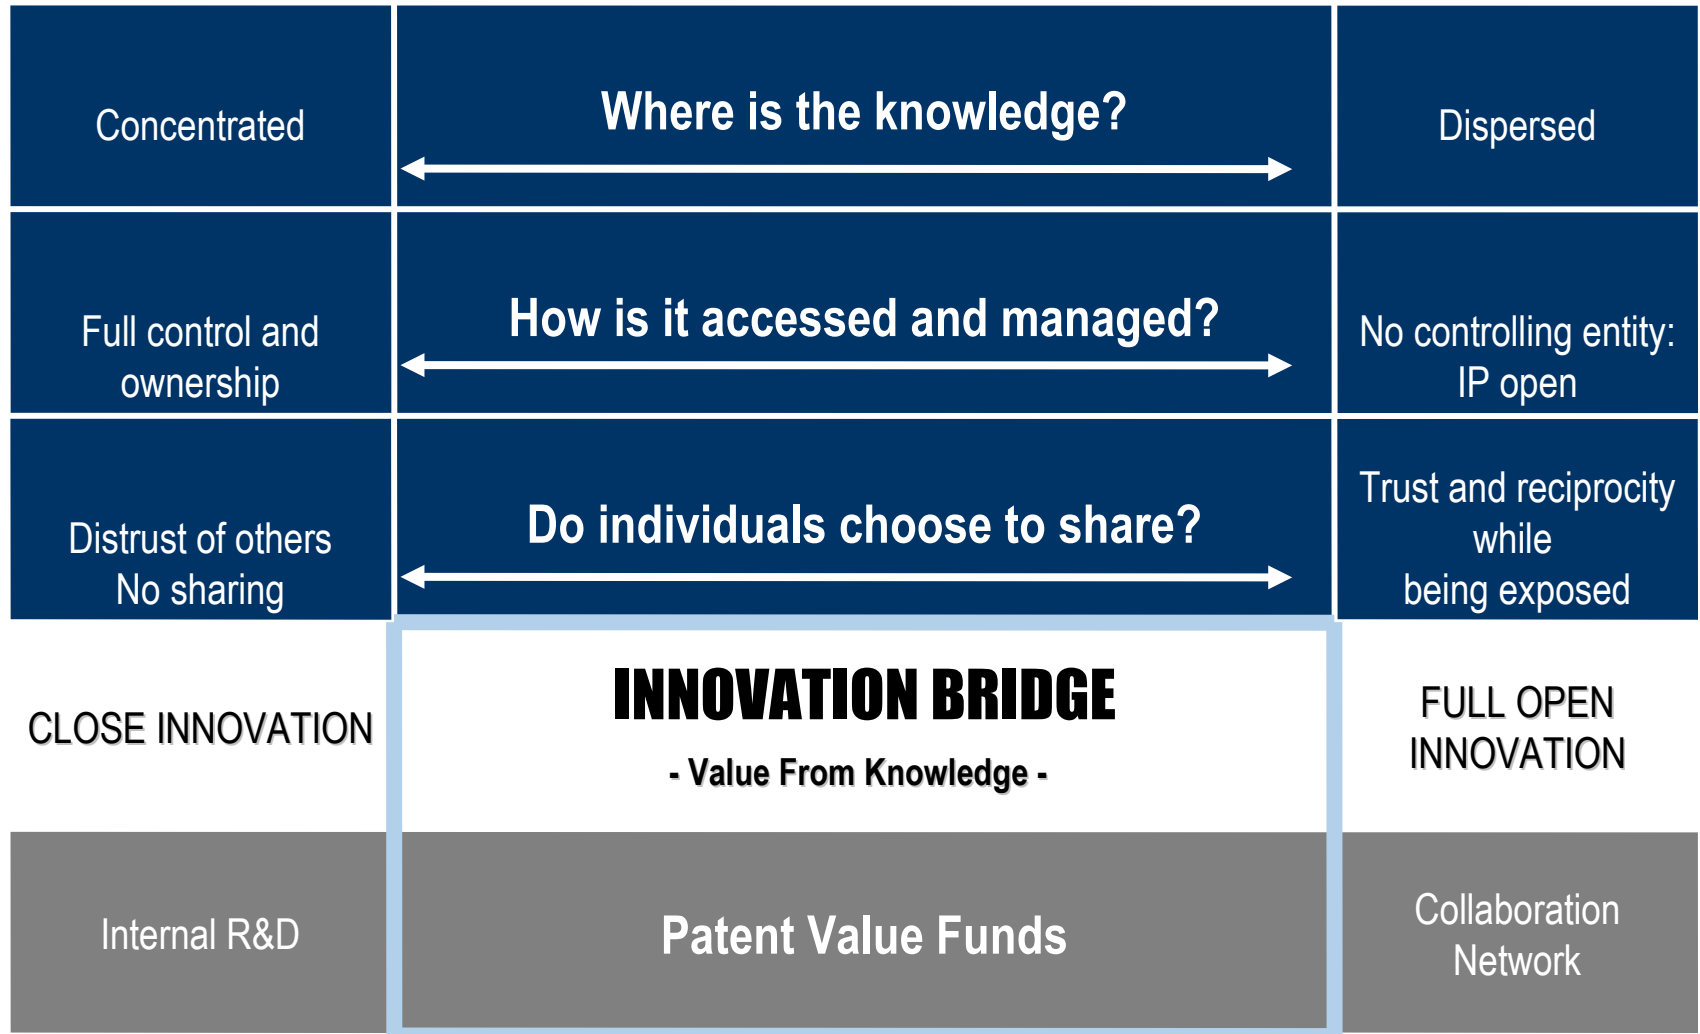 Concentrated
Where is the knowledge?
Dispersed
Full control and
ownership
How is it accessed and managed?
No controlling entity:
IP open
Distrust of others
No sharing
Do individuals choose to share?
Trust and reciprocity
while
being exposed
CLOSE INNOVATION
INNOVATION BRIDGE
- Value From Knowledge -
FULL OPEN
INNOVATION
Internal R&D
Patent Value Funds
Collaboration
Network